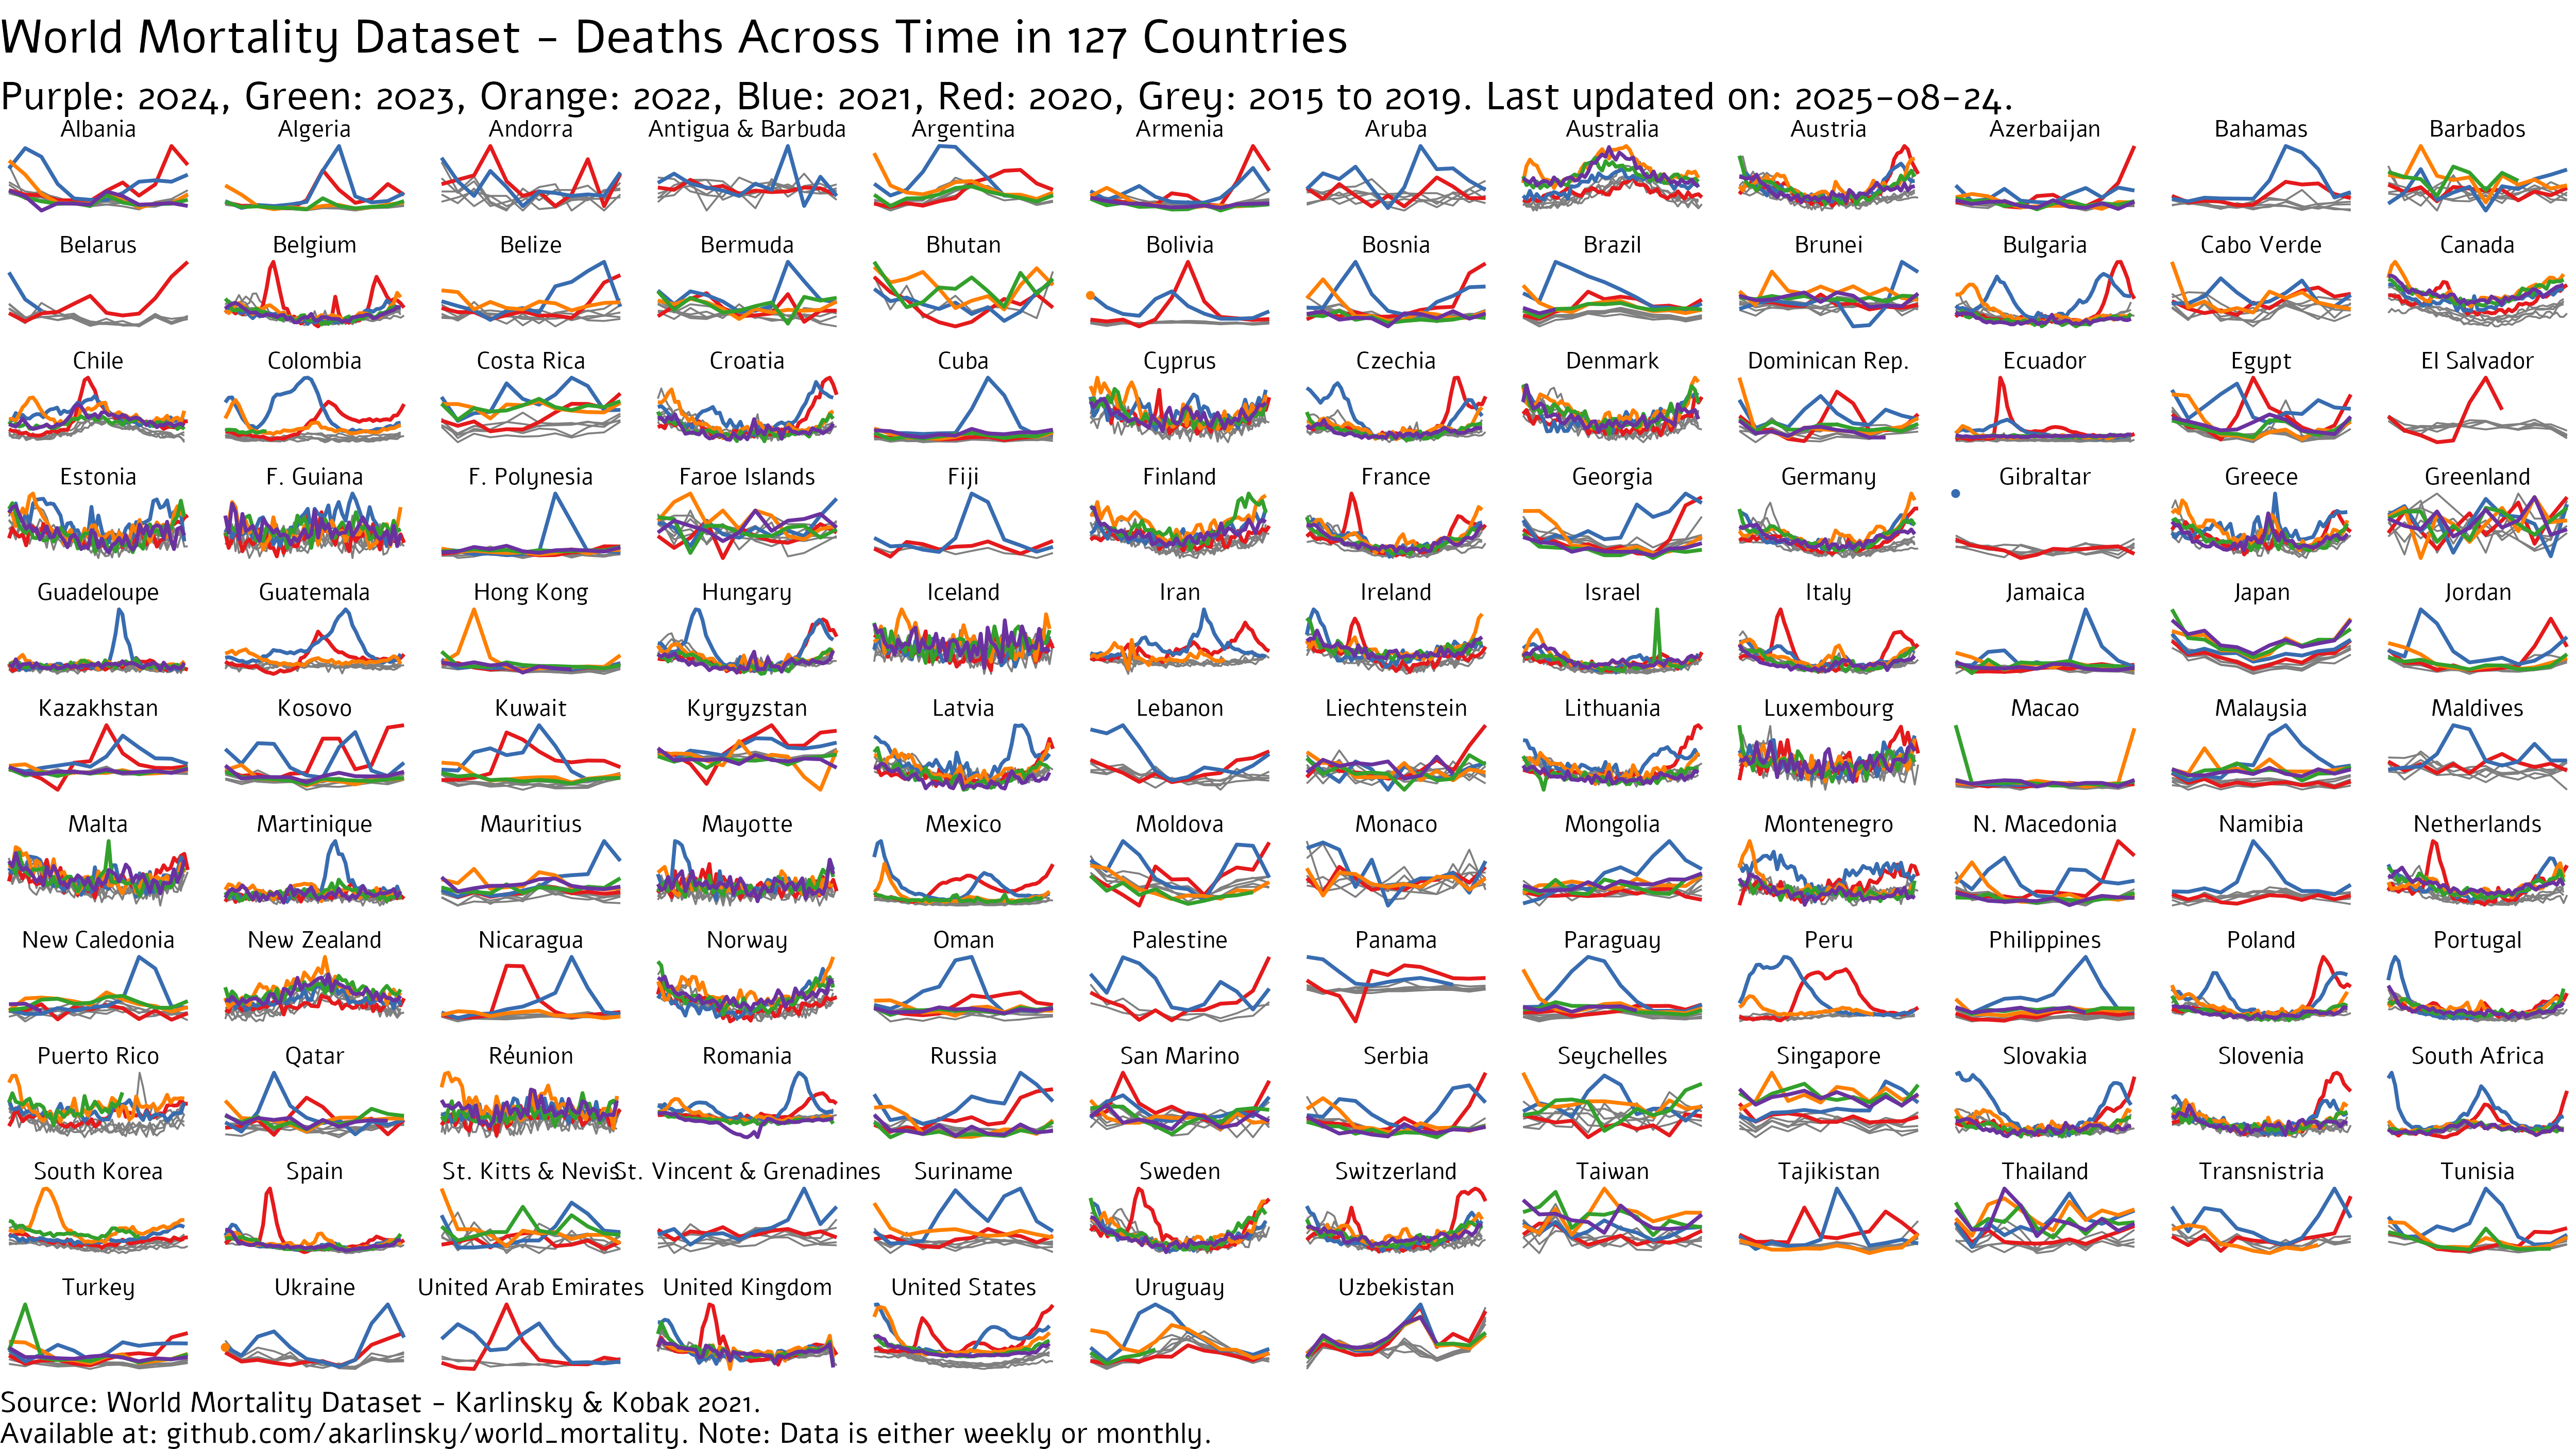 World Mortality Dataset - Deaths Across Time in 127 Countries
Purple: 2024, Green: 2023, Orange: 2022, Blue: 2021, Red: 2020, Grey: 2015 to 2019. Last updated on: 2025-08-24.
Albania Algeria Andorra Antigua & Barbuda Argentina Armenia Aruba Australia Austria Azerbaijan Bahamas Barbados
Belarus Belgium Belize Bermuda Bhutan Bolivia Bosnia Brazil Brunei Bulgaria Cabo Verde Canada
Chile Colombia Costa Rica Croatia Cuba Cyprus Czechia Denmark Dominican Rep. Ecuador Egypt El Salvador
Estonia F. Guiana F. Polynesia Faroe Islands Fiji Finland France Georgia Germany Gibraltar Greece Greenland
Guadeloupe Guatemala Hong Kong Hungary Iceland Iran Ireland Israel Italy Jamaica Japan Jordan
Kazakhstan Kosovo Kuwait Kyrgyzstan Latvia Lebanon Liechtenstein Lithuania Luxembourg Macao Malaysia Maldives
Malta Martinique Mauritius Mayotte Mexico Moldova Monaco Mongolia Montenegro N. Macedonia Namibia Netherlands
New Caledonia New Zealand Nicaragua Norway Oman Palestine Panama Paraguay Peru Philippines Poland Portugal
Puerto Rico Qatar Réunion Romania Russia San Marino Serbia Seychelles Singapore Slovakia Slovenia South Africa
South Korea Spain St. Kitts & Nevis St. Vincent & Grenadines Suriname Sweden Switzerland Taiwan Tajikistan Thailand Transnistria Tunisia
Turkey Ukraine United Arab Emirates United Kingdom United States Uruguay Uzbekistan
Source: World Mortality Dataset - Karlinsky & Kobak 2021.
Available at: github.com/akarlinsky/world_mortality. Note: Data is either weekly or monthly.